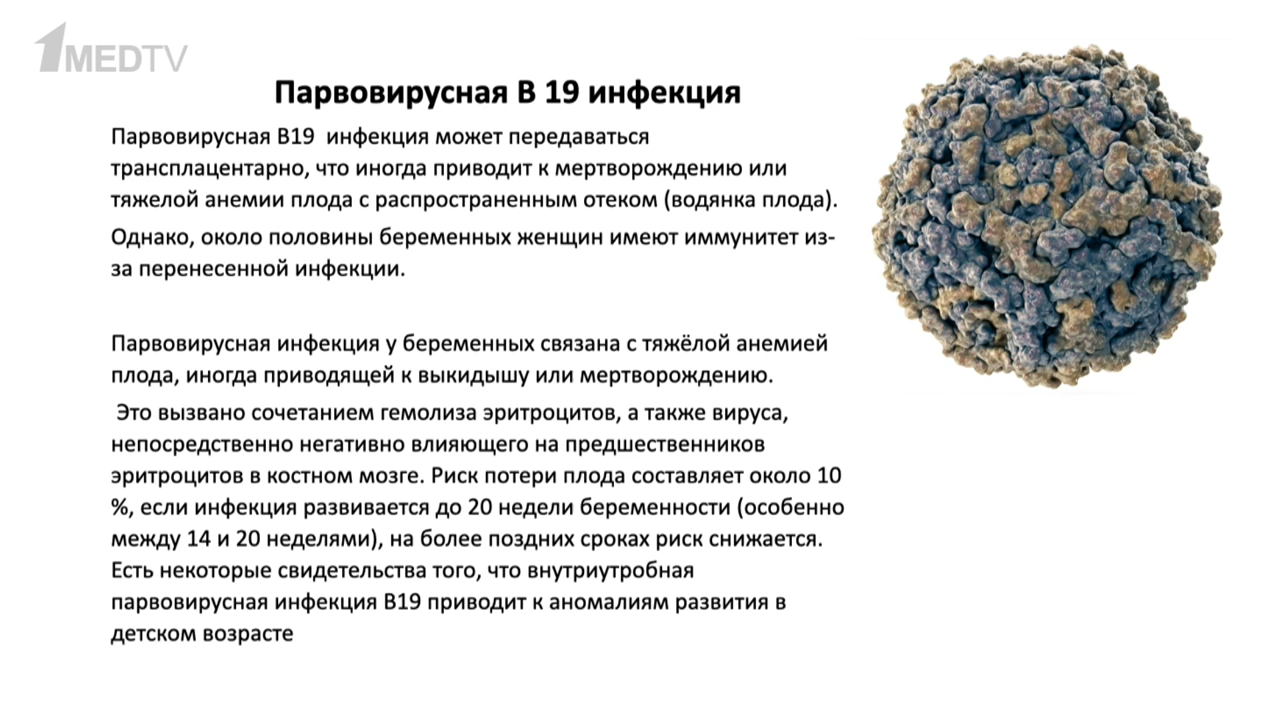 1MEDTV
Парвовирусная В 19 инфекция
Парвовирусная В19  инфекция может передаваться
трансплацентарно, что иногда приводит к мертворождению или
тяжелой анемии плода с распространенным отеком (водянка плода).
Однако, около половины беременных женщин имеют иммунитет из-
за перенесенной инфекции.
Парвовирусная инфекция у беременных связана с тяжёлой анемией
плода, иногда приводящей к выкидышу или мертворождению.
Это вызвано сочетанием гемолиза эритроцитов, а также вируса,
непосредственно негативно влияющего на предшественников
эритроцитов в костном мозге. Риск потери плода составляет около 10
%, если инфекция развивается до 20 недели беременности (особенно
между 14 и 20 неделями), на более поздних сроках риск снижается.
Есть некоторые свидетельства того, что внутриутробная
парвовирусная инфекция В19 приводит к аномалиям развития в
детском возрасте